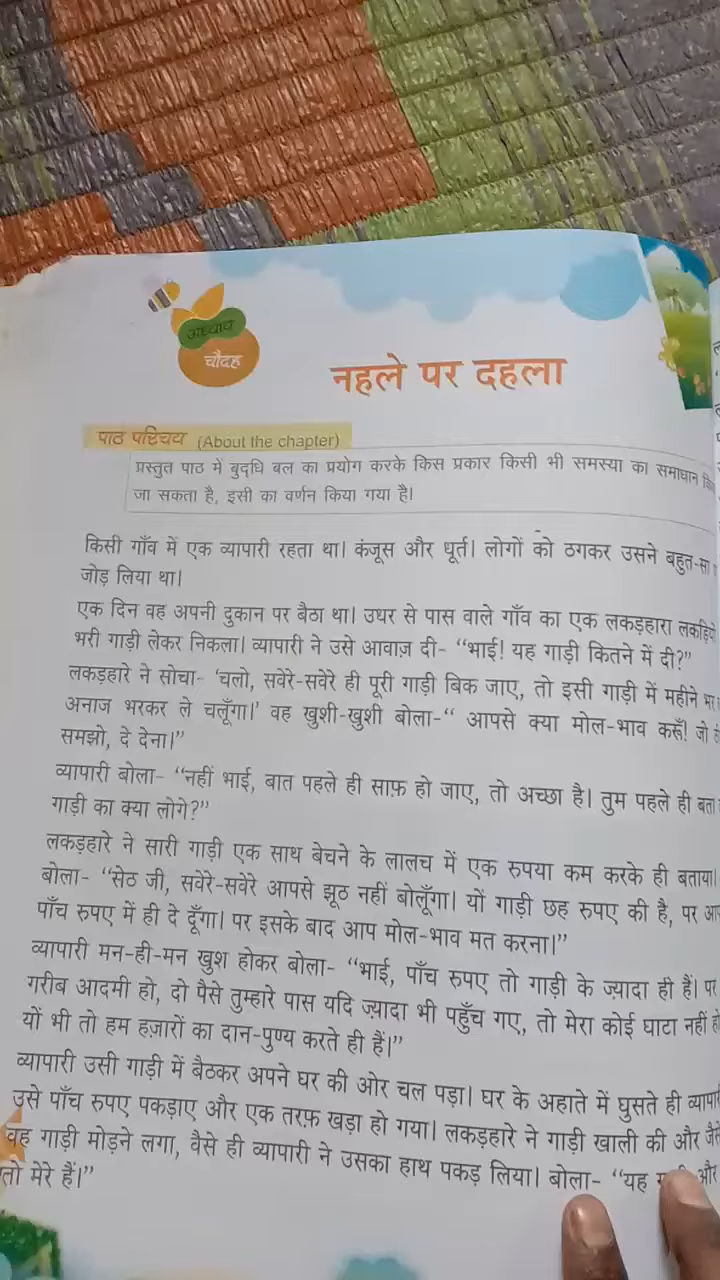 अध्याय
चौदह
नहले पर दहला
पाठ परिचय (About the chapter)
प्रस्तुत पाठ में बुद्धि बल का प्रयोग करके किस प्रकार किसी भी समस्या का समाधान
जा सकता है, इसी का वर्णन किया गया है।
किसी गाँव में एक व्यापारी रहता था। कंजूस और धूर्त। लोगों को ठगकर उसने बहुत-सा
जोड़ लिया था।
एक दिन वह अपनी दुकान पर बैठा था। उधर से पास वाले गाँव का एक लकड़हारा
भरी गाड़ी लेकर निकला। व्यापारी ने उसे आवाज़ दी- “भाई! यह गाड़ी कितने में दी?”
लकड़हारे ने सोचा- ‘चलो, सवेरे-सवेरे ही पूरी गाड़ी बिक जाए, तो इसी गाड़ी में महीने
अनाज भरकर ले चलूँगा।’ वह खुशी-खुशी बोला-“ आपसे क्या मोल-भाव करूँ! जो
समझो, दे देना।”
व्यापारी बोला- “नहीं भाई, बात पहले ही साफ़ हो जाए, तो अच्छा है। तुम पहले ही बता
गाड़ी का क्या लोगे?”
लकड़हारे ने सारी गाड़ी एक साथ बेचने के लालच में एक रुपया कम करके ही बताया।
बोला- “सेठ जी, सवेरे-सवेरे आपसे झूठ नहीं बोलूँगा। यों गाड़ी छह रुपए की है, पर
पाँच रुपए में ही दे दूँगा। पर इसके बाद आप मोल-भाव मत करना।”
व्यापारी मन-ही-मन खुश होकर बोला- “भाई, पाँच रुपए तो गाड़ी के ज़्यादा ही हैं। पर
गरीब आदमी हो, दो पैसे तुम्हारे पास यदि ज़्यादा भी पहुँच गए, तो मेरा कोई घाटा नहीं
यों भी तो हम हज़ारों का दान-पुण्य करते ही हैं।”
व्यापारी उसी गाड़ी में बैठकर अपने घर की ओर चल पड़ा। घर के अहाते में घुसते ही
उसे पाँच रुपए पकड़ाए और एक तरफ़ खड़ा हो गया। लकड़हारे ने गाड़ी खाली की और
वह गाड़ी मोड़ने लगा, वैसे ही व्यापारी ने उसका हाथ पकड़ लिया। बोला- “यह और
तो मेरे हैं।”